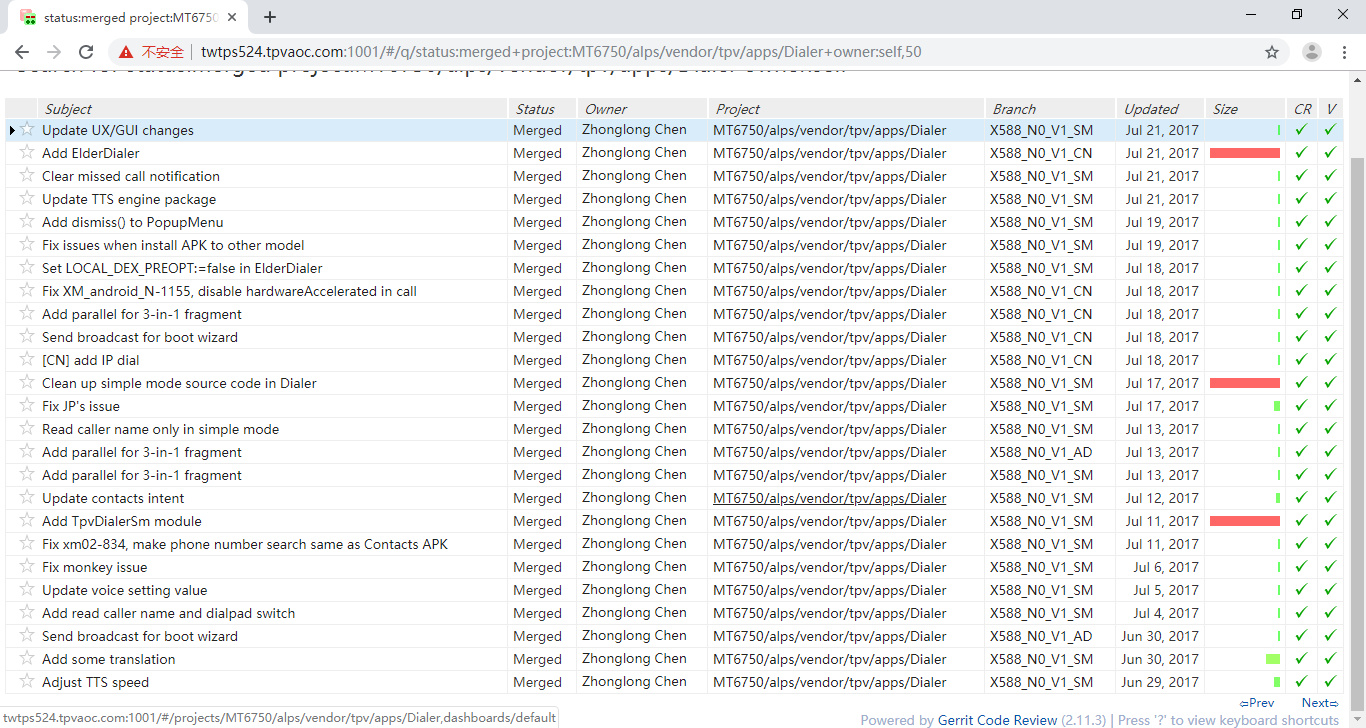 status:merged project:MT6750
不安全 twtps524.tpvaoc.com:1001/#/q/status:merged+project:MT6750/alps/vendor/tpv/apps/Dialer+owner:self,50
Search for status:merged project:MT6750/alps/vendor/tpv/apps/Dialer owner:self
Subject Status Owner Project Branch Updated Size CR V
Update UX/GUI changes Merged Zhonglong Chen MT6750/alps/vendor/tpv/apps/Dialer X588_N0_V1_SM Jul 21, 2017 ✓ ✓
Add ElderDialer Merged Zhonglong Chen MT6750/alps/vendor/tpv/apps/Dialer X588_N0_V1_CN Jul 21, 2017 ✓ ✓
Clear missed call notification Merged Zhonglong Chen MT6750/alps/vendor/tpv/apps/Dialer X588_N0_V1_SM Jul 21, 2017 ✓ ✓
Update TTS engine package Merged Zhonglong Chen MT6750/alps/vendor/tpv/apps/Dialer X588_N0_V1_SM Jul 21, 2017 ✓ ✓
Add dismiss() to PopupMenu Merged Zhonglong Chen MT6750/alps/vendor/tpv/apps/Dialer X588_N0_V1_SM Jul 19, 2017 ✓ ✓
Fix issues when install APK to other model Merged Zhonglong Chen MT6750/alps/vendor/tpv/apps/Dialer X588_N0_V1_SM Jul 19, 2017 ✓ ✓
Set LOCAL_DEX_PREOPT:=false in ElderDialer Merged Zhonglong Chen MT6750/alps/vendor/tpv/apps/Dialer X588_N0_V1_SM Jul 18, 2017 ✓ ✓
Fix XM_android_N-1155, disable hardwareAccelerated in call Merged Zhonglong Chen MT6750/alps/vendor/tpv/apps/Dialer X588_N0_V1_CN Jul 18, 2017 ✓ ✓
Add parallel for 3-in-1 fragment Merged Zhonglong Chen MT6750/alps/vendor/tpv/apps/Dialer X588_N0_V1_CN Jul 18, 2017 ✓ ✓
Send broadcast for boot wizard Merged Zhonglong Chen MT6750/alps/vendor/tpv/apps/Dialer X588_N0_V1_CN Jul 18, 2017 ✓ ✓
[CN] add IP dial Merged Zhonglong Chen MT6750/alps/vendor/tpv/apps/Dialer X588_N0_V1_CN Jul 18, 2017 ✓ ✓
Clean up simple mode source code in Dialer Merged Zhonglong Chen MT6750/alps/vendor/tpv/apps/Dialer X588_N0_V1_SM Jul 17, 2017 ✓ ✓
Fix JP's issue Merged Zhonglong Chen MT6750/alps/vendor/tpv/apps/Dialer X588_N0_V1_SM Jul 17, 2017 ✓ ✓
Read caller name only in simple mode Merged Zhonglong Chen MT6750/alps/vendor/tpv/apps/Dialer X588_N0_V1_SM Jul 13, 2017 ✓ ✓
Add parallel for 3-in-1 fragment Merged Zhonglong Chen MT6750/alps/vendor/tpv/apps/Dialer X588_N0_V1_AD Jul 13, 2017 ✓ ✓
Add parallel for 3-in-1 fragment Merged Zhonglong Chen MT6750/alps/vendor/tpv/apps/Dialer X588_N0_V1_SM Jul 13, 2017 ✓ ✓
Update contacts intent Merged Zhonglong Chen MT6750/alps/vendor/tpv/apps/Dialer X588_N0_V1_SM Jul 12, 2017 ✓ ✓
Add TpvDialerSm module Merged Zhonglong Chen MT6750/alps/vendor/tpv/apps/Dialer X588_N0_V1_SM Jul 11, 2017 ✓ ✓
Fix xm02-834, make phone number search same as Contacts APK Merged Zhonglong Chen MT6750/alps/vendor/tpv/apps/Dialer X588_N0_V1_SM Jul 11, 2017 ✓ ✓
Fix monkey issue Merged Zhonglong Chen MT6750/alps/vendor/tpv/apps/Dialer X588_N0_V1_SM Jul 6, 2017 ✓ ✓
Update voice setting value Merged Zhonglong Chen MT6750/alps/vendor/tpv/apps/Dialer X588_N0_V1_SM Jul 5, 2017 ✓ ✓
Add read caller name and dialpad switch Merged Zhonglong Chen MT6750/alps/vendor/tpv/apps/Dialer X588_N0_V1_SM Jul 4, 2017 ✓ ✓
Send broadcast for boot wizard Merged Zhonglong Chen MT6750/alps/vendor/tpv/apps/Dialer X588_N0_V1_AD Jun 30, 2017 ✓ ✓
Add some translation Merged Zhonglong Chen MT6750/alps/vendor/tpv/apps/Dialer X588_N0_V1_SM Jun 30, 2017 ✓ ✓
Adjust TTS speed Merged Zhonglong Chen MT6750/alps/vendor/tpv/apps/Dialer X588_N0_V1_SM Jun 29, 2017 ✓ ✓
⇦Prev Next⇨
twtps524.tpvaoc.com:1001/#/projects/MT6750/alps/vendor/tpv/apps/Dialer,dashboards/default
Powered by Gerrit Code Review (2.11.3) | Press '?' to view keyboard shortcuts